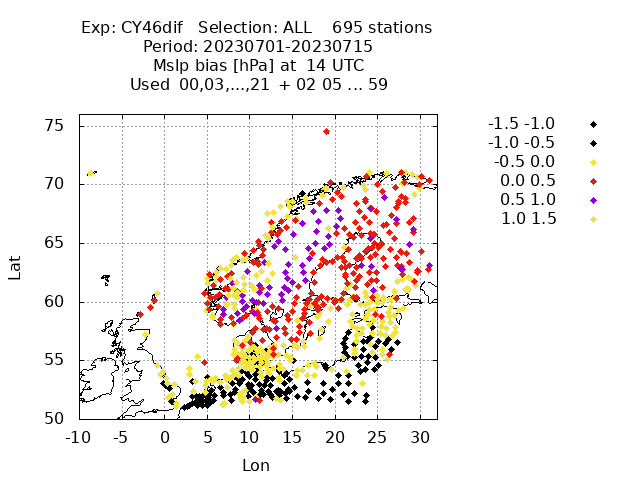 Exp: CY46dif   Selection: ALL    695 stations
Period: 20230701-20230715
Mslp bias [hPa] at  14 UTC
Used  00,03,...,21  + 02 05 ... 59
75
70
65
60
55
50
Lat
-10 -5 0 5 10 15 20 25 30
Lon
-1.5 -1.0
-1.0 -0.5
-0.5 0.0
0.0 0.5
0.5 1.0
1.0 1.5